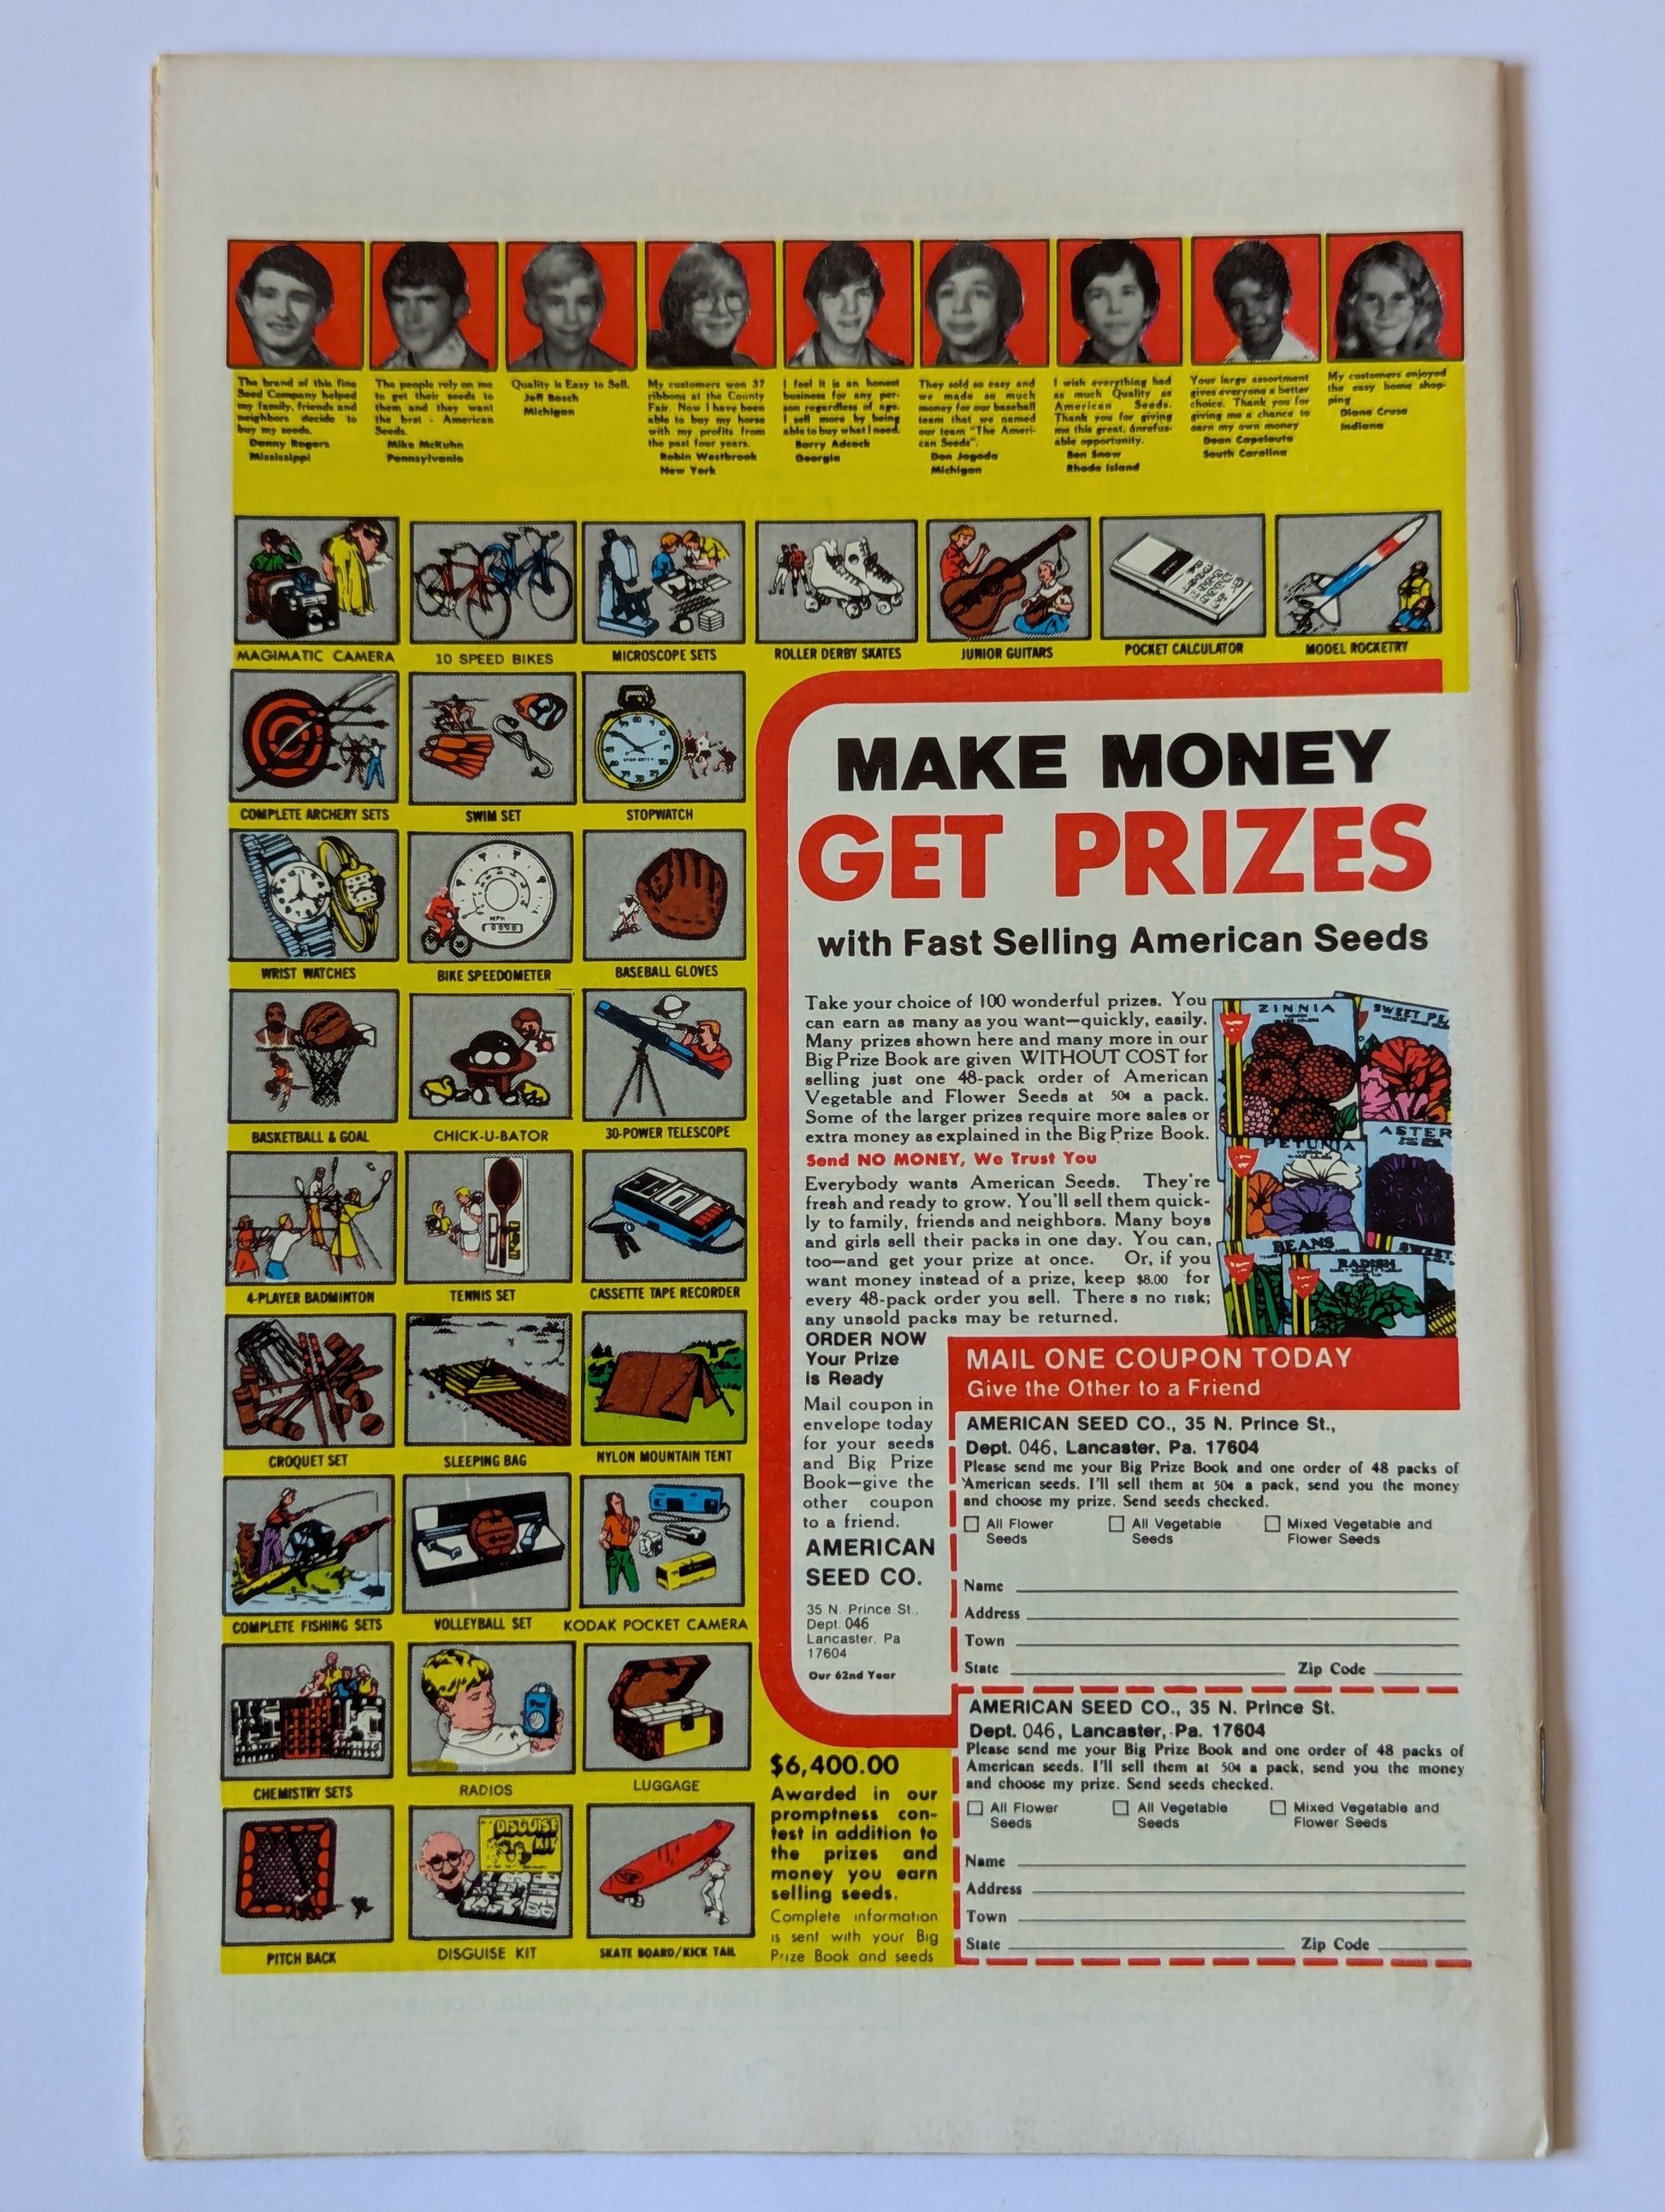 The brand of this fine
Seed Company helped
my family, friends and
neighbors decide to
buy my seeds.
Danny Rogers
Mississippi
The people rely on me
to get their seeds to
them and they want
the best - American
Seeds.
Mike McKuhn
Pennsylvania
Quality is Easy to Sell.
Jeff Bosch
Michigan
My customers won 37
ribbons at the County
Fair. Now I have been
able to buy my horse
with my profits from
the past four years.
Robin Westbrook
New York
I feel it is an honest
business for any per-
son regardless of age.
I sell more by being
able to buy what I need.
Barry Adcock
Georgia
They sold so easy and
we made so much
money for our baseball
team that we named
our team "The Ameri-
can Seeds".
Don Jagoda
Michigan
I wish everything had
as much Quality as
American Seeds.
Thank you for giving
me this great, unrefus-
able opportunity.
Ben Snow
Rhode Island
Your large assortment
gives everyone a better
choice. Thank you for
giving me a chance to
earn my own money
Dean Capalouta
South Carolina
My customers enjoyed
the easy home shop-
ping
Diana Cruse
Indiana
MAGIMATIC CAMERA
10 SPEED BIKES
MICROSCOPE SETS
ROLLER DERBY SKATES
JUNIOR GUITARS
POCKET CALCULATOR
MODEL ROCKETRY
COMPLETE ARCHERY SETS
SWIM SET
STOPWATCH
MPH
WRIST WATCHES
BIKE SPEEDOMETER
BASEBALL GLOVES
BASKETBALL & GOAL
CHICK-U-BATOR
30-POWER TELESCOPE
4-PLAYER BADMINTON
TENNIS SET
CASSETTE TAPE RECORDER
CROQUET SET
SLEEPING BAG
NYLON MOUNTAIN TENT
COMPLETE FISHING SETS
VOLLEYBALL SET
KODAK POCKET CAMERA
CHEMISTRY SETS
RADIOS
LUGGAGE
DISGUISE
KIT
PITCH BACK
DISGUISE KIT
SKATE BOARD/KICK TAIL
MAKE MONEY
GET PRIZES
with Fast Selling American Seeds
Take your choice of 100 wonderful prizes. You
can earn as many as you want—quickly, easily.
Many prizes shown here and many more in our
Big Prize Book are given WITHOUT COST for
selling just one 48-pack order of American
Vegetable and Flower Seeds at 50¢ a pack.
Some of the larger prizes require more sales or
extra money as explained in the Big Prize Book.
Send NO MONEY, We Trust You
Everybody wants American Seeds. They're
fresh and ready to grow. You'll sell them quick-
ly to family, friends and neighbors. Many boys
and girls sell their packs in one day. You can,
too—and get your prize at once. Or, if you
want money instead of a prize, keep $8.00 for
every 48-pack order you sell. There s no risk;
any unsold packs may be returned.
ZINNIA
SWEET PE
PETUNIA
ASTER
BEANS
RADISH
SWEET
ORDER NOW
Your Prize
is Ready
Mail coupon in
envelope today
for your seeds
and Big Prize
Book—give the
other coupon
to a friend.
AMERICAN
SEED CO.
35 N. Prince St.,
Dept. 046
Lancaster, Pa
17604
Our 62nd Year
MAIL ONE COUPON TODAY
Give the Other to a Friend
AMERICAN SEED CO., 35 N. Prince St.,
Dept. 046, Lancaster, Pa. 17604
Please send me your Big Prize Book and one order of 48 packs of
American seeds. I'll sell them at 50¢ a pack, send you the money
and choose my prize. Send seeds checked.
All Flower
Seeds
All Vegetable
Seeds
Mixed Vegetable and
Flower Seeds
Name
Address
Town
State Zip Code
AMERICAN SEED CO., 35 N. Prince St.
Dept. 046, Lancaster, Pa. 17604
Please send me your Big Prize Book and one order of 48 packs of
American seeds. I'll sell them at 50¢ a pack, send you the money
and choose my prize. Send seeds checked.
All Flower
Seeds
All Vegetable
Seeds
Mixed Vegetable and
Flower Seeds
Name
Address
Town
State Zip Code
$6,400.00
Awarded in our
promptness con-
test in addition to
the prizes and
money you earn
selling seeds.
Complete information
is sent with your Big
Prize Book and seeds